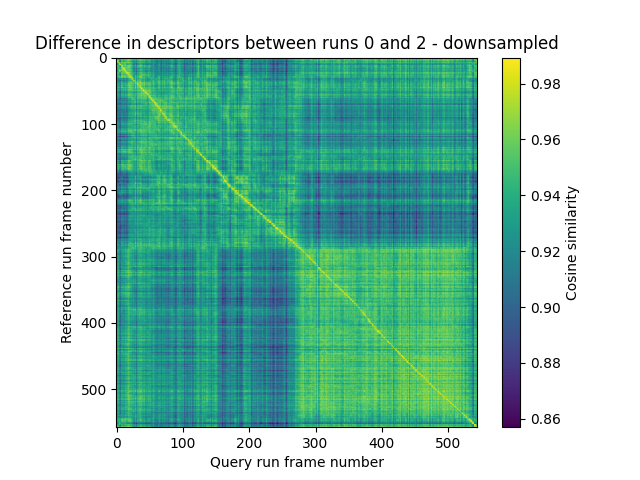 Difference in descriptors between runs 0 and 2 - downsampled
0
100
200
300
400
500
Reference run frame number
0 100 200 300 400 500
Query run frame number
0.98
0.96
0.94
0.92
0.90
0.88
0.86
Cosine similarity